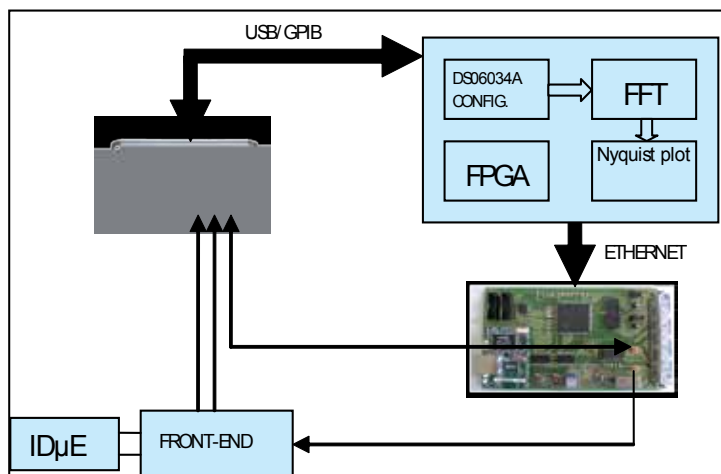 USB/ GPIB
DS06034A
CONFIG.
FFT
FPGA
Nyquist plot
ETHERNET
IDµE
FRONT-END